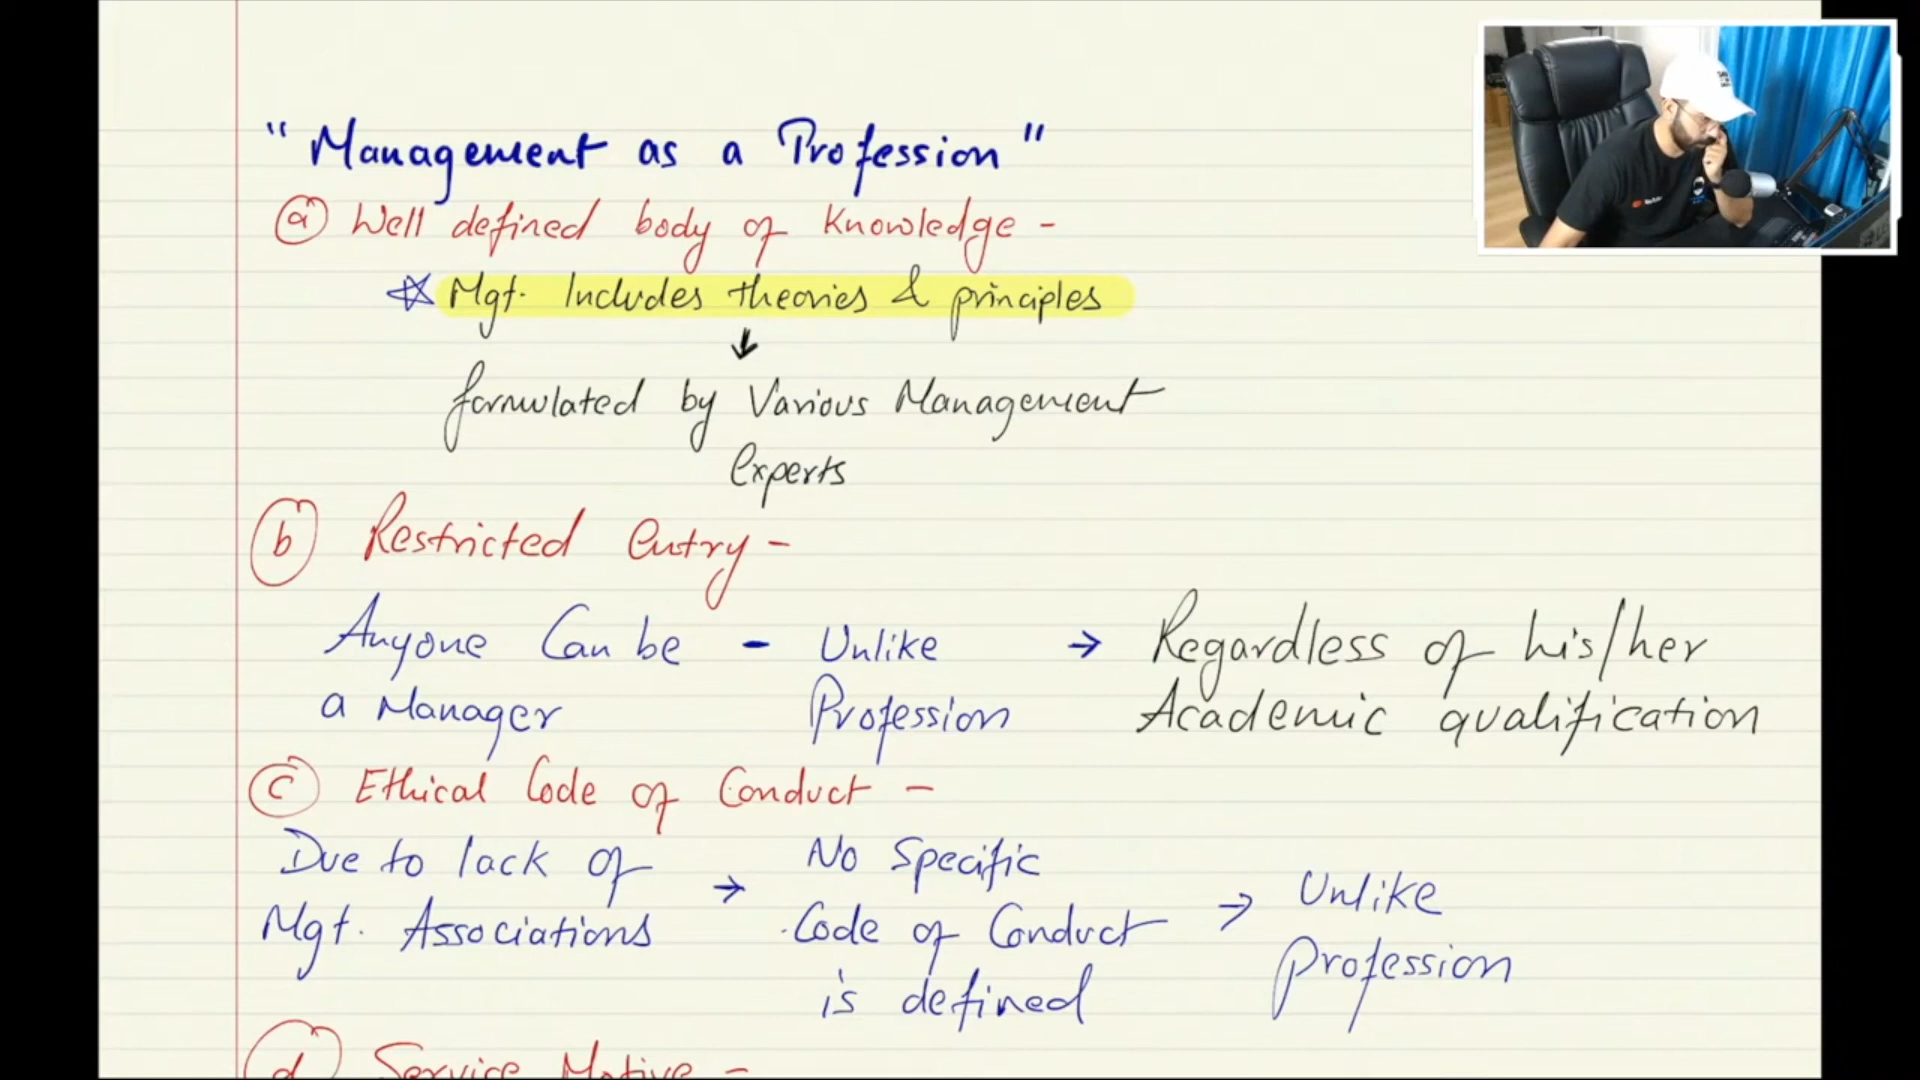 "Management as a Profession"
(a) Well defined body of Knowledge -
☆ Mgt. Includes theories & principles
↓
formulated by Various Management
Experts
(b) Restricted Entry -
Anyone Can be - Unlike → Regardless of his/her
a Manager Profession Academic qualification
(c) Ethical Code of Conduct -
Due to lack of → No Specific → Unlike
Mgt. Associations Code of Conduct Profession
is defined
(d) Service Motive -